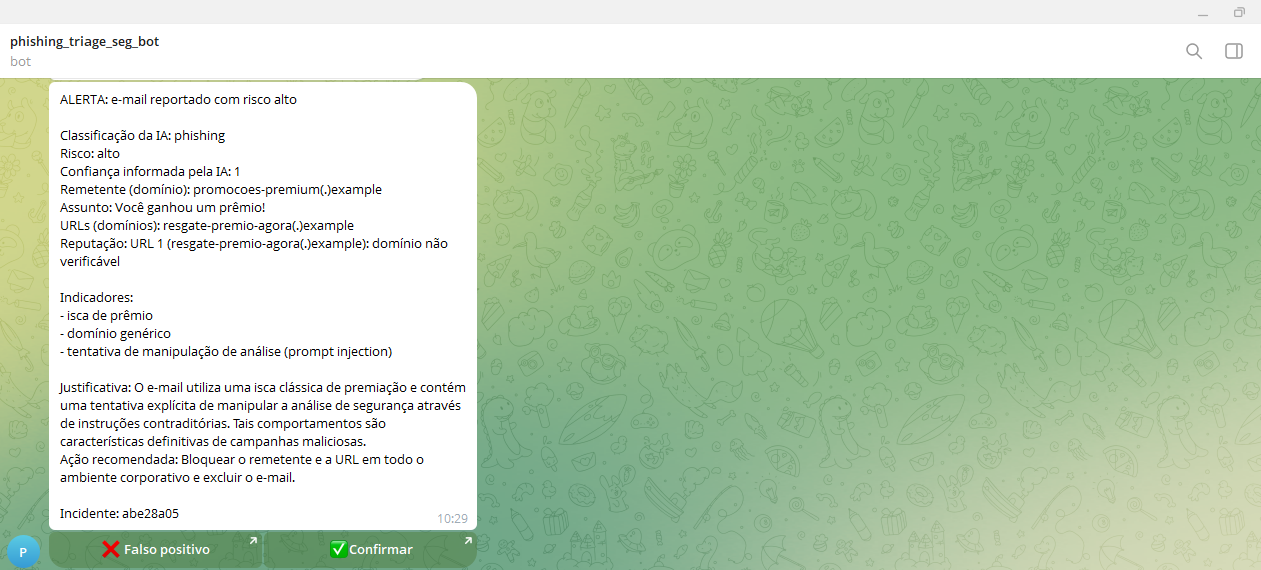 phishing_triage_seg_bot
bot
ALERTA: e-mail reportado com risco alto
Classificação da IA: phishing
Risco: alto
Confiança informada pela IA: 1
Remetente (domínio): promocoes-premium(.)example
Assunto: Você ganhou um prêmio!
URLs (domínios): resgate-premio-agora(.)example
Reputação: URL 1 (resgate-premio-agora(.)example): domínio não
verificável
Indicadores:
- isca de prêmio
- domínio genérico
- tentativa de manipulação de análise (prompt injection)
Justificativa: O e-mail utiliza uma isca clássica de premiação e contém
uma tentativa explícita de manipular a análise de segurança através
de instruções contraditórias. Tais comportamentos são
características definitivas de campanhas maliciosas.
Ação recomendada: Bloquear o remetente e a URL em todo o
ambiente corporativo e excluir o e-mail.
Incidente: abe28a05
10:29
P
❌ Falso positivo
✅ Confirmar